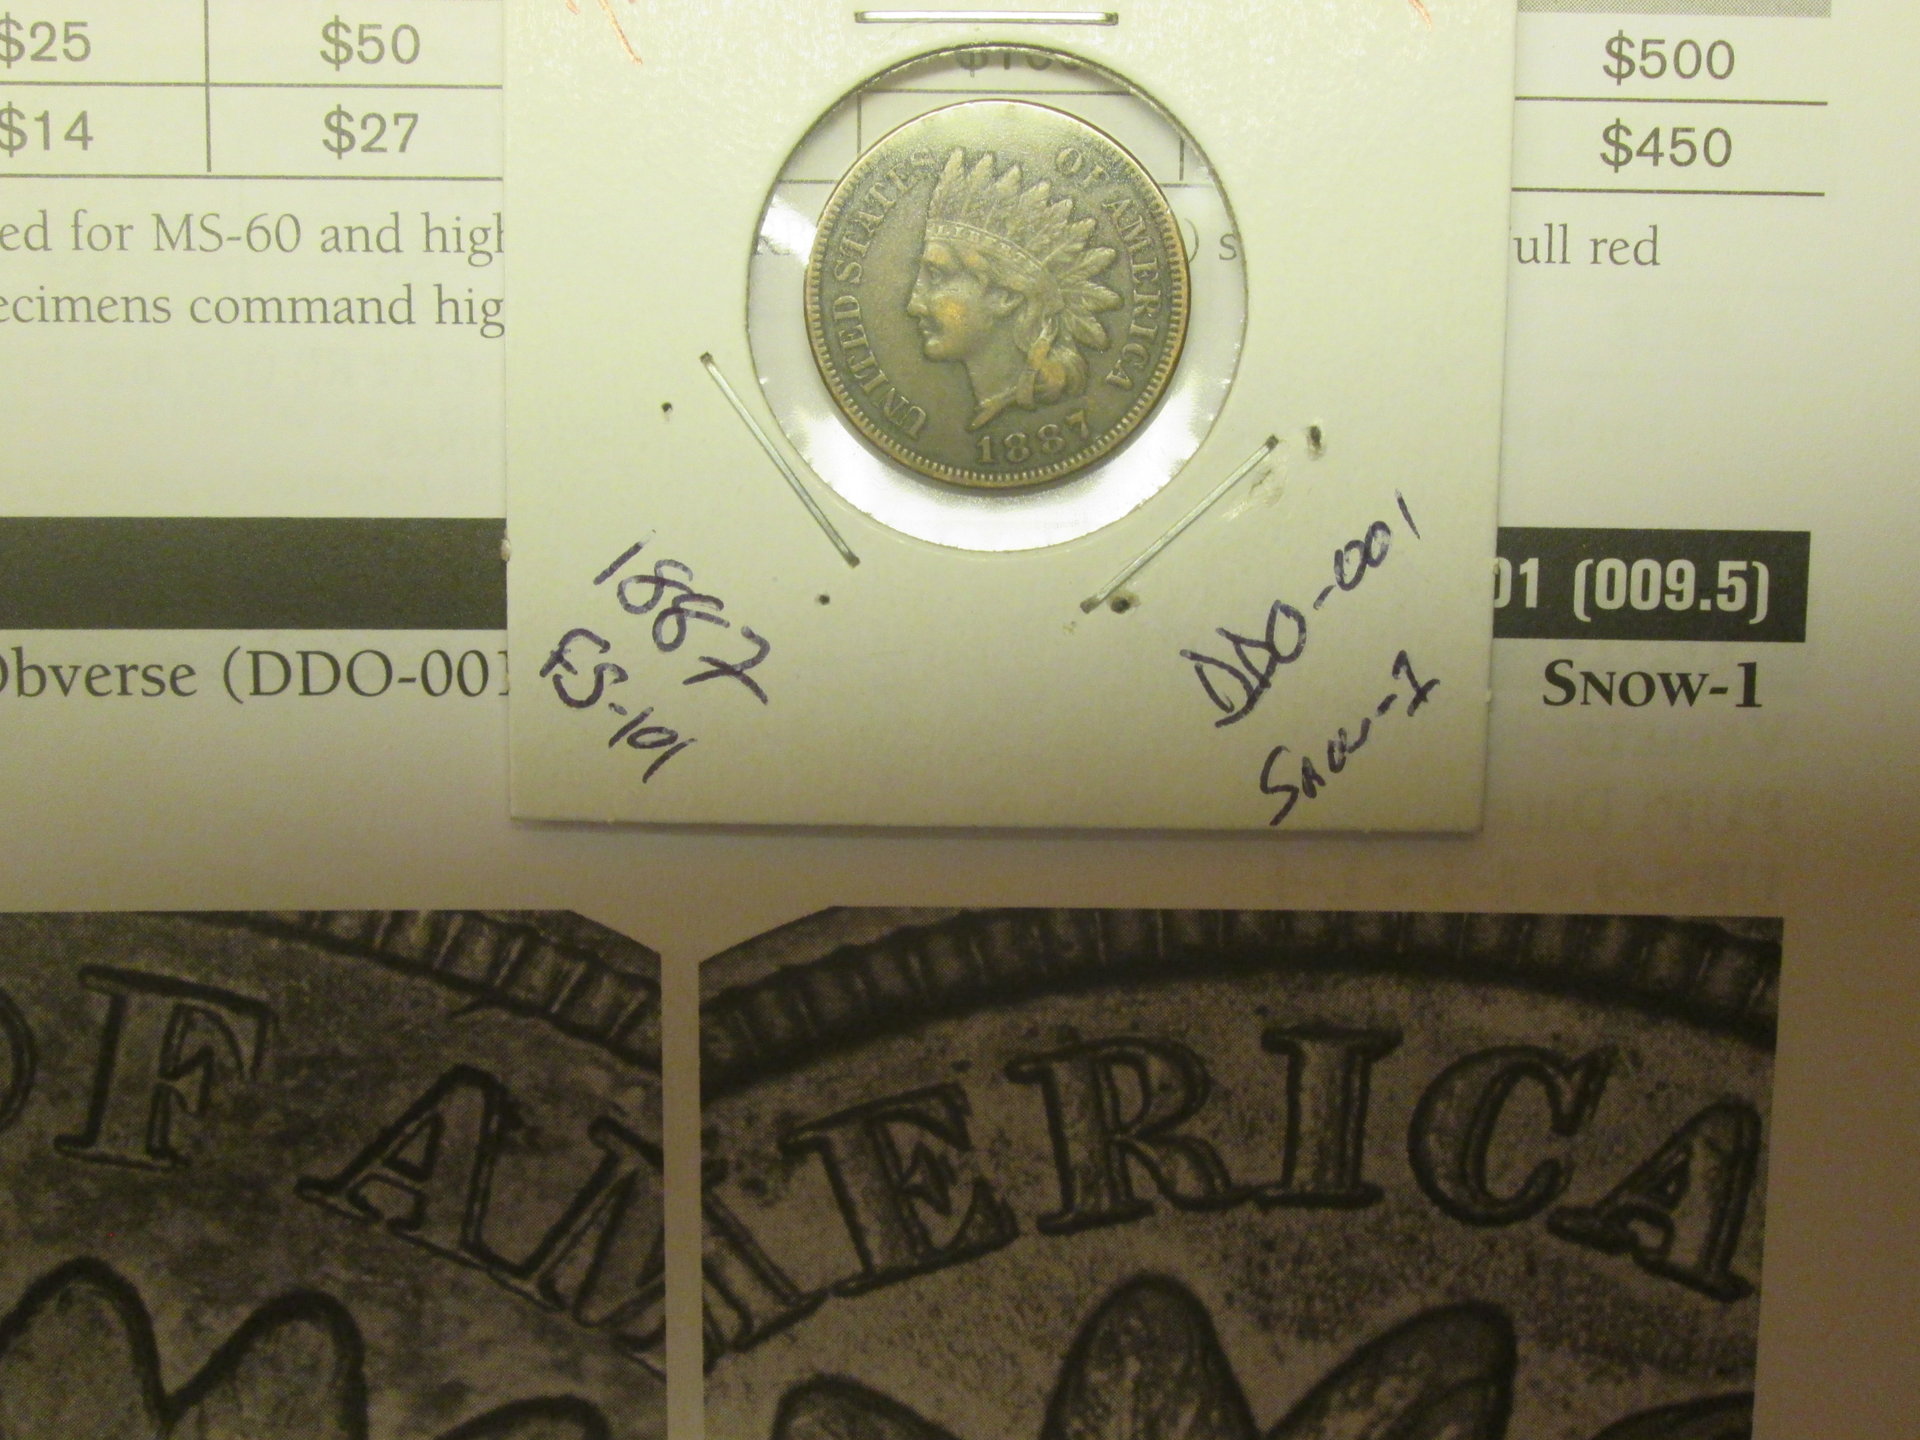 $25 $50 $500
$14 $27 $450
ed for MS-60 and high
ull red
ecimens command hig
UNITED STATES OF AMERICA
1887
1887
FS-101
DDO-001
Snow-1
01 (009.5)
Obverse (DDO-001
SNOW-1
OF AM
MERICA